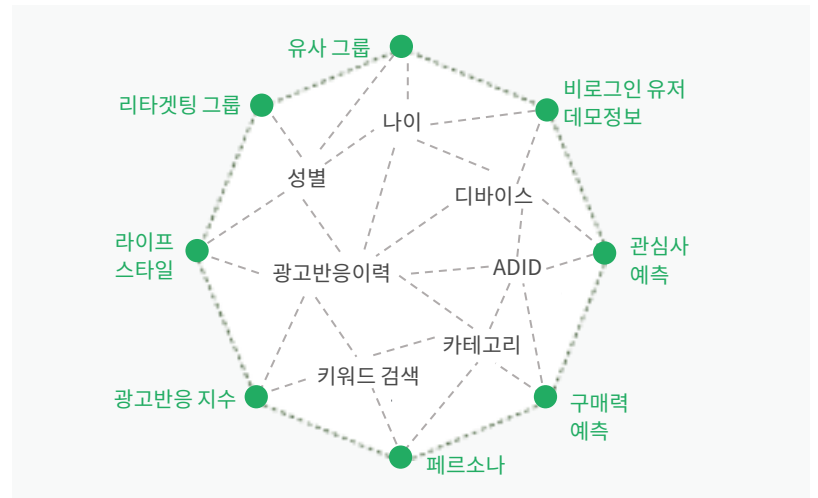 유사 그룹
리타겟팅 그룹
비로그인 유저
데모정보
나이
성별
디바이스
라이프
스타일
관심사
예측
광고반응이력
ADID
카테고리
키워드 검색
광고반응 지수
구매력
예측
페르소나